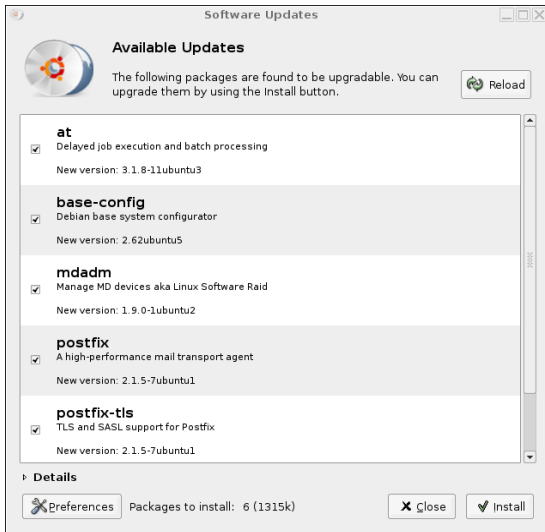 Software Updates
Available Updates
The following packages are found to be upgradable. You can
upgrade them by using the Install button.
Reload
at
Delayed job execution and batch processing
New version: 3.1.8-11ubuntu3
base-config
Debian base system configurator
New version: 2.62ubuntu5
mdadm
Manage MD devices aka Linux Software Raid
New version: 1.9.0-1ubuntu2
postfix
A high-performance mail transport agent
New version: 2.1.5-7ubuntu1
postfix-tls
TLS and SASL support for Postfix
New version: 2.1.5-7ubuntu1
Details
Preferences Packages to install: 6 (1315k) Close Install